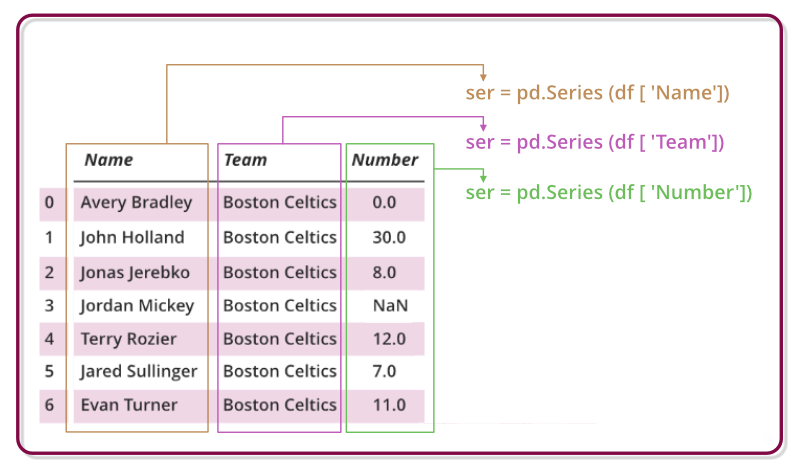 ser = pd.Series (df [ 'Name'])
ser = pd.Series (df [ 'Team'])
ser = pd.Series (df [ 'Number'])
Name Team Number
0 Avery Bradley Boston Celtics 0.0
1 John Holland Boston Celtics 30.0
2 Jonas Jerebko Boston Celtics 8.0
3 Jordan Mickey Boston Celtics NaN
4 Terry Rozier Boston Celtics 12.0
5 Jared Sullinger Boston Celtics 7.0
6 Evan Turner Boston Celtics 11.0